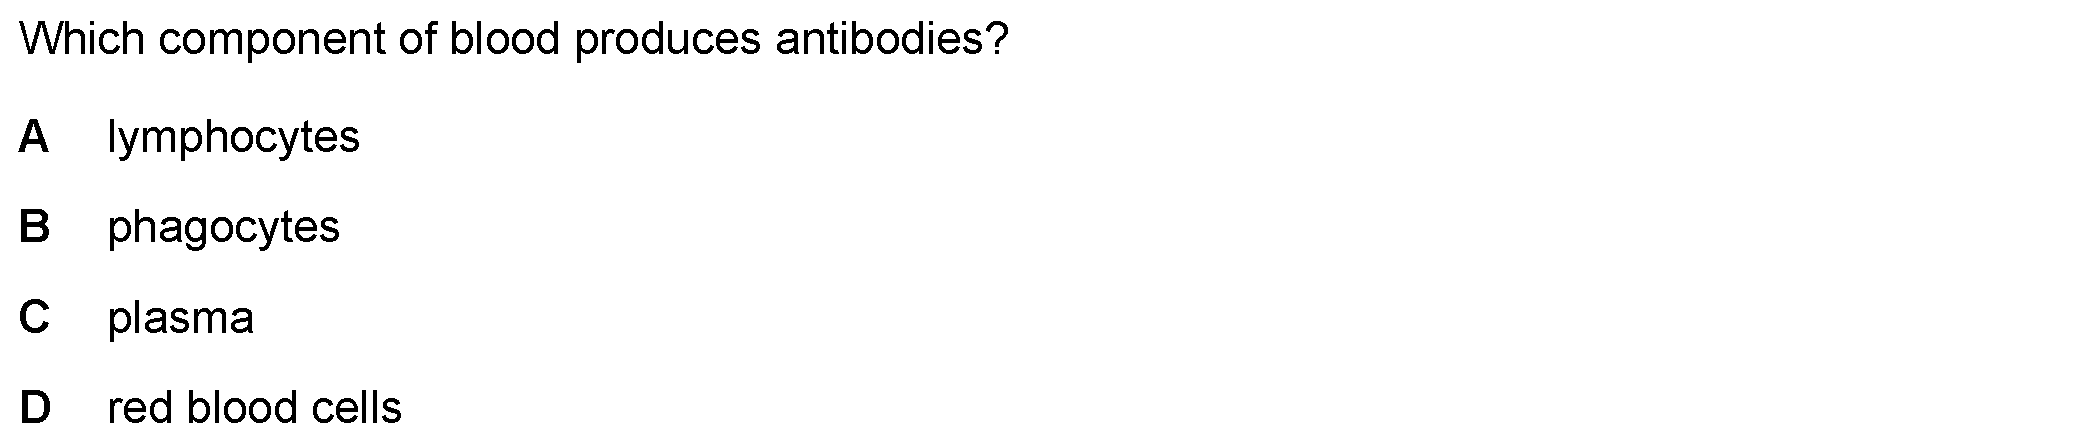 Which component of blood produces antibodies?
A lymphocytes
B phagocytes
C plasma
D red blood cells